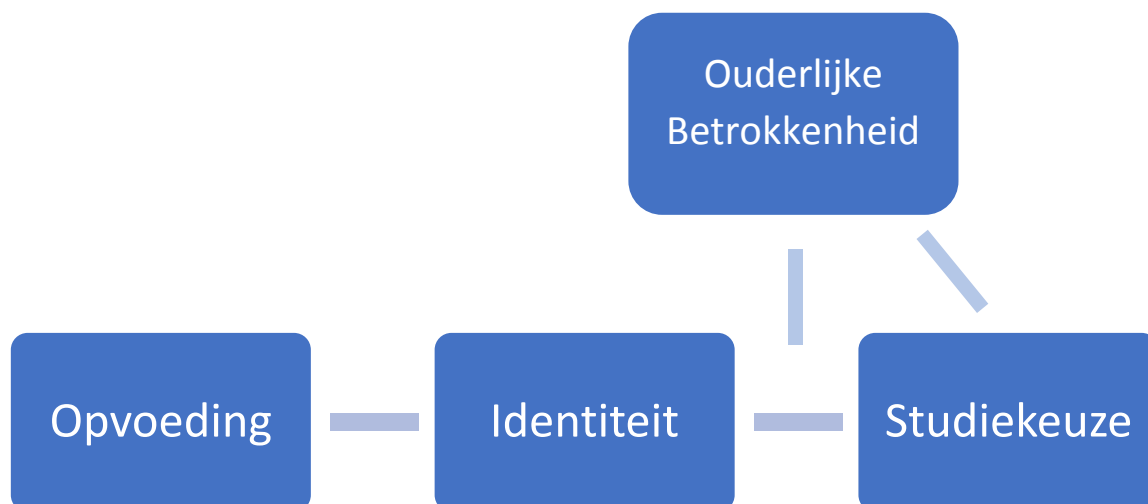 Ouderlijke
Betrokkenheid
Opvoeding
Identiteit
Studiekeuze